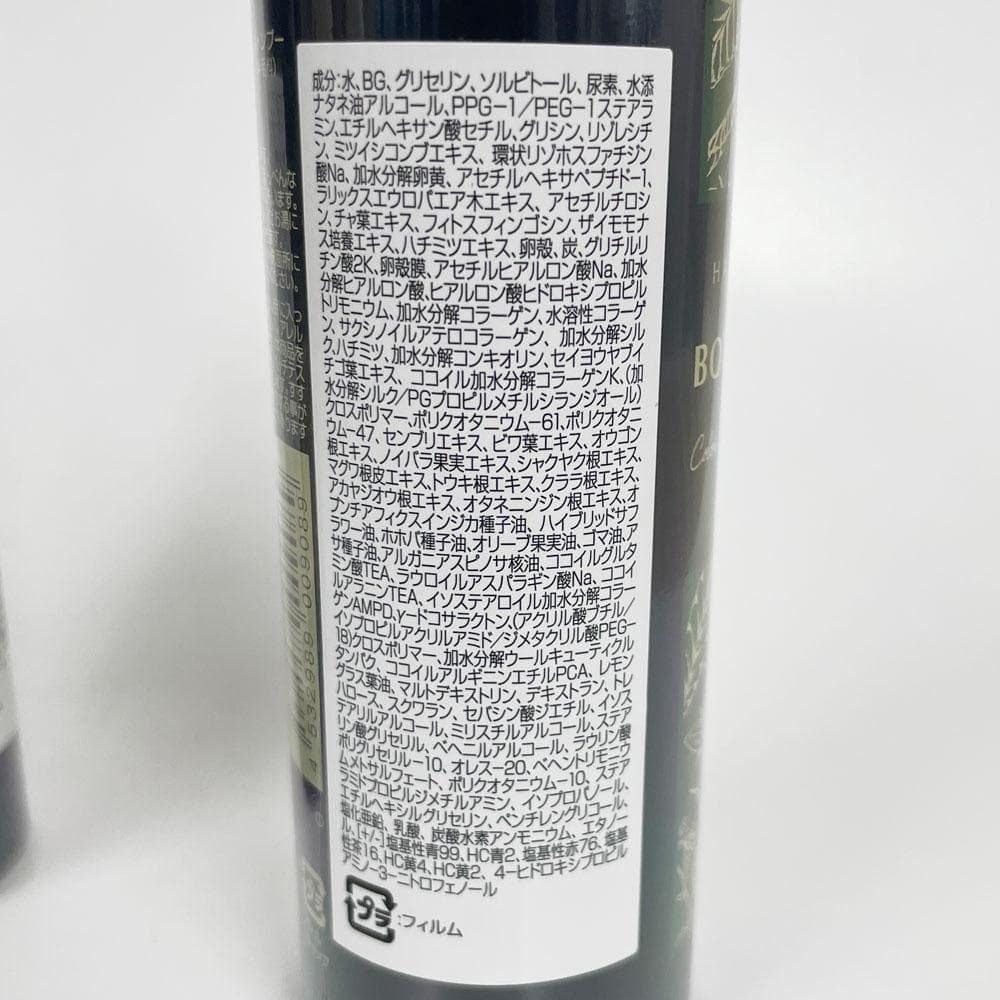 成分:水、BG、グリセリン、ソルビトール、尿素、水添
ナタネ油アルコール、PPG-1/PEG-1ステアラ
ミン、エチルヘキサン酸セチル、グリシン、リゾレシチ
ン、ミツイシコンブエキス、環状リゾホスファチジン
酸Na、加水分解卵黄、アセチルヘキサペプチド-1、
ラリックスエウロパエア木エキス、アセチルチロシ
ン、チャ葉エキス、フィトスフィンゴシン、ザイモモナ
ス培養エキス、ハチミツエキス、卵殻、炭、グリチルリ
チン酸2K、卵殻膜、アセチルヒアルロン酸Na、加水
分解ヒアルロン酸、ヒアルロン酸ヒドロキシプロピル
トリモニウム、加水分解コラーゲン、水溶性コラーゲ
ン、サクシノイルアテロコラーゲン、加水分解シル
ク、ハチミツ、加水分解コンキオリン、セイヨウヤブイ
チゴ葉エキス、ココイル加水分解コラーゲンK、(加
水分解シルク/PGプロピルメチルシランジオール)
クロスポリマー、ポリクオタニウム-61、ポリクオタニ
ウム-47、センブリエキス、ビワ葉エキス、オウゴン
根エキス、ノイバラ果実エキス、シャクヤク根エキス、
マグワ根皮エキス、トウキ根エキス、クララ根エキス、
アカヤジオウ根エキス、オタネニンジン根エキス、オ
プンチアフィクスインジカ種子油、ハイブリッドサフ
ラワー油、ホホバ種子油、オリーブ果実油、ゴマ油、ア
サ種子油、アルガニアスピノサ核油、ココイルグルタ
ミン酸TEA、ラウロイルアスパラギン酸Na、ココイ
ルアラニンTEA、イソステアロイル加水分解コラー
ゲンAMPD、γ-ドコサラクトン、(アクリル酸ブチル/
イソプロピルアクリルアミド/ジメタクリル酸PEG-
18)クロスポリマー、加水分解ウールキューティクル
タンパク、ココイルアルギニンエチルPCA、レモン
グラス葉油、マルトデキストリン、デキストラン、トレ
ハロース、スクワラン、セバシン酸ジエチル、イソス
テアリルアルコール、ミリスチルアルコール、ステア
リン酸グリセリル、ベヘニルアルコール、ラウリン酸
ポリグリセリル-10、オレス-20、ベヘントリモニウ
ムメトサルフェート、ポリクオタニウム-10、ステア
ラミドプロピルジメチルアミン、イソプロパノール、
エチルヘキシルグリセリン、ペンチレングリコール、
塩化亜鉛、乳酸、炭酸水素アンモニウム、エタノー
ル、[+/-]塩基性青99、HC青2、塩基性赤76、塩基
性茶16、HC黄4、HC黄2、4-ヒドロキシプロピル
アミノ-3-ニトロフェノール
プラ
:フィルム
BO